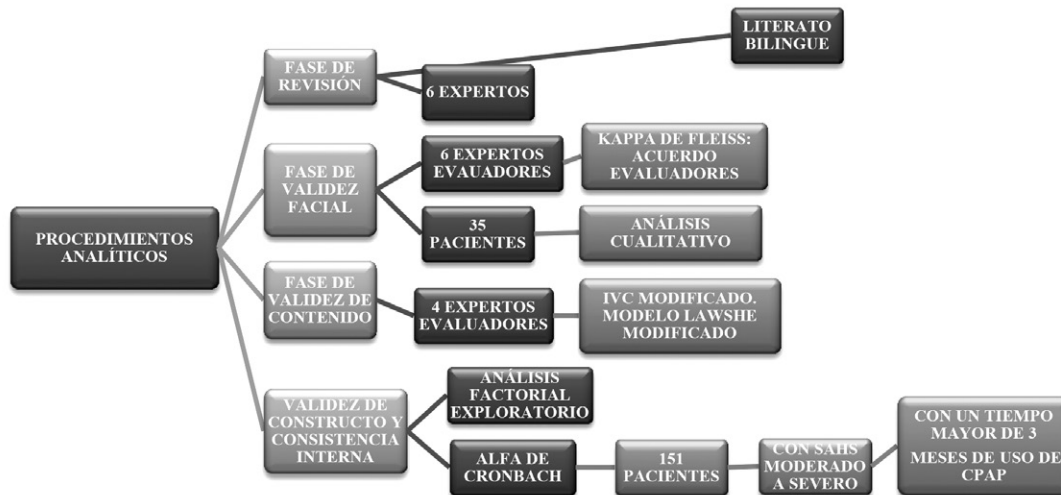 LITERATO
BILINGUE
FASE DE
REVISIÓN
6 EXPERTOS
FASE DE
VALIDEZ
FACIAL
6 EXPERTOS
EVAUADORES
KAPPA DE FLEISS:
ACUERDO
EVALUADORES
35
PACIENTES
ANÁLISIS
CUALITATIVO
PROCEDIMIENTOS
ANALÍTICOS
FASE DE
VALIDEZ DE
CONTENIDO
4 EXPERTOS
EVALUADORES
IVC MODIFICADO.
MODELO LAWSHE
MODIFICADO
VALIDEZ DE
CONSTRUCTO Y
CONSISTENCIA
INTERNA
ANÁLISIS
FACTORIAL
EXPLORATORIO
ALFA DE
CRONBACH
151
PACIENTES
CON SAHS
MODERADO
A SEVERO
CON UN TIEMPO
MAYOR DE 3
MESES DE USO DE
CPAP